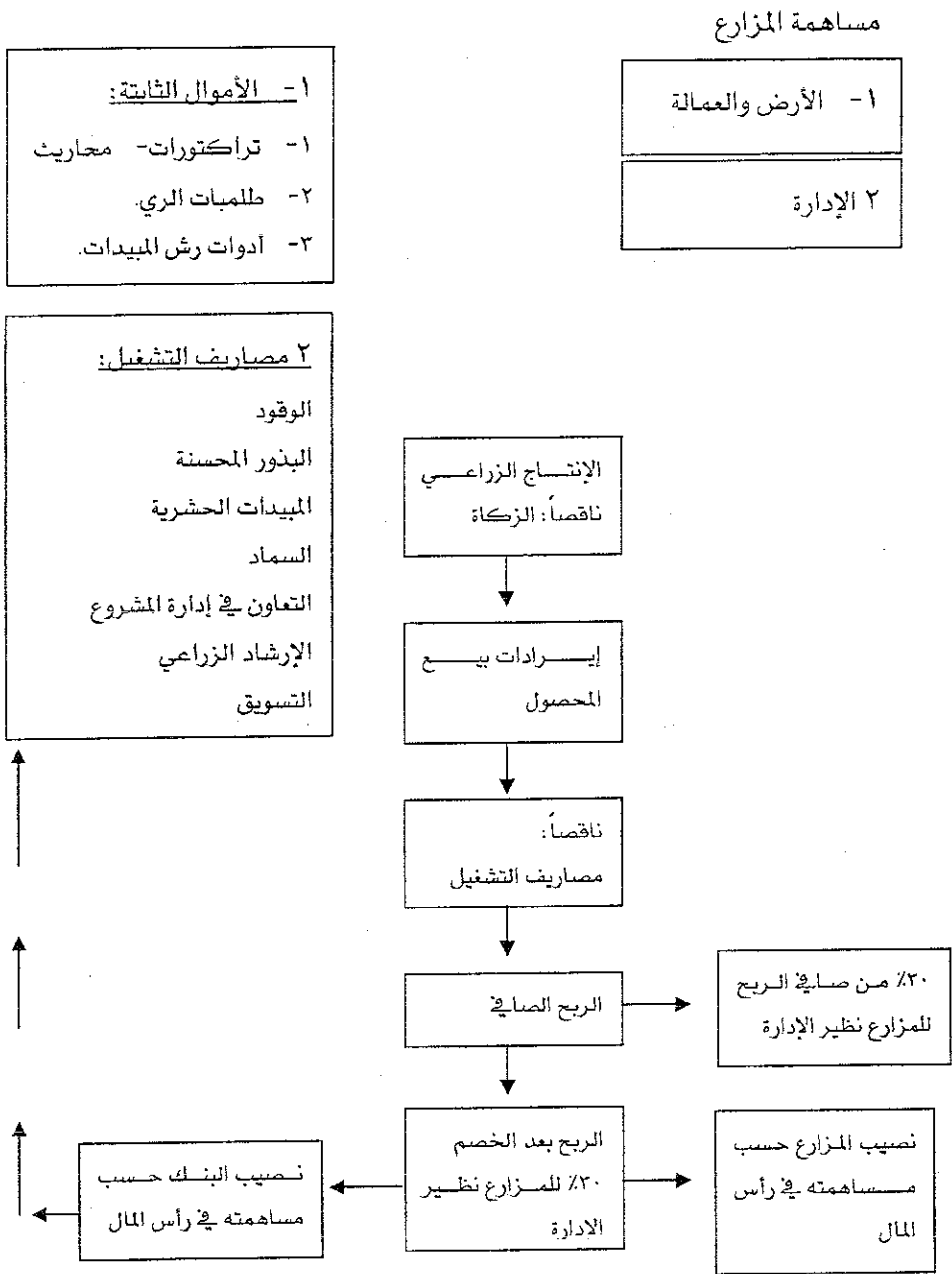 مساهمة المزارع
١- الأرض والعمالة
٢ الإدارة
١- الأموال الثابتة:
١- تراكتورات- محاريث
٢- طلمبات الري.
٣- أدوات رش المبيدات.
٢ مصاريف التشغيل:
الوقود
البذور المحسنة
المبيدات الحشرية
السماد
التعاون في إدارة المشروع
الإرشاد الزراعي
التسويق
الإنتاج الزراعي
ناقصاً: الزكاة
إيرادات بيع
المحصول
ناقصاً:
مصاريف التشغيل
الربح الصافي
٣٠٪ من صافي الربح
للمزارع نظير الإدارة
الربح بعد الخصم
٣٠٪ للمزارع نظير
الادارة
نصيب المزارع حسب
مساهمته في رأس
المال
نصيب البنك حسب
مساهمته في رأس المال